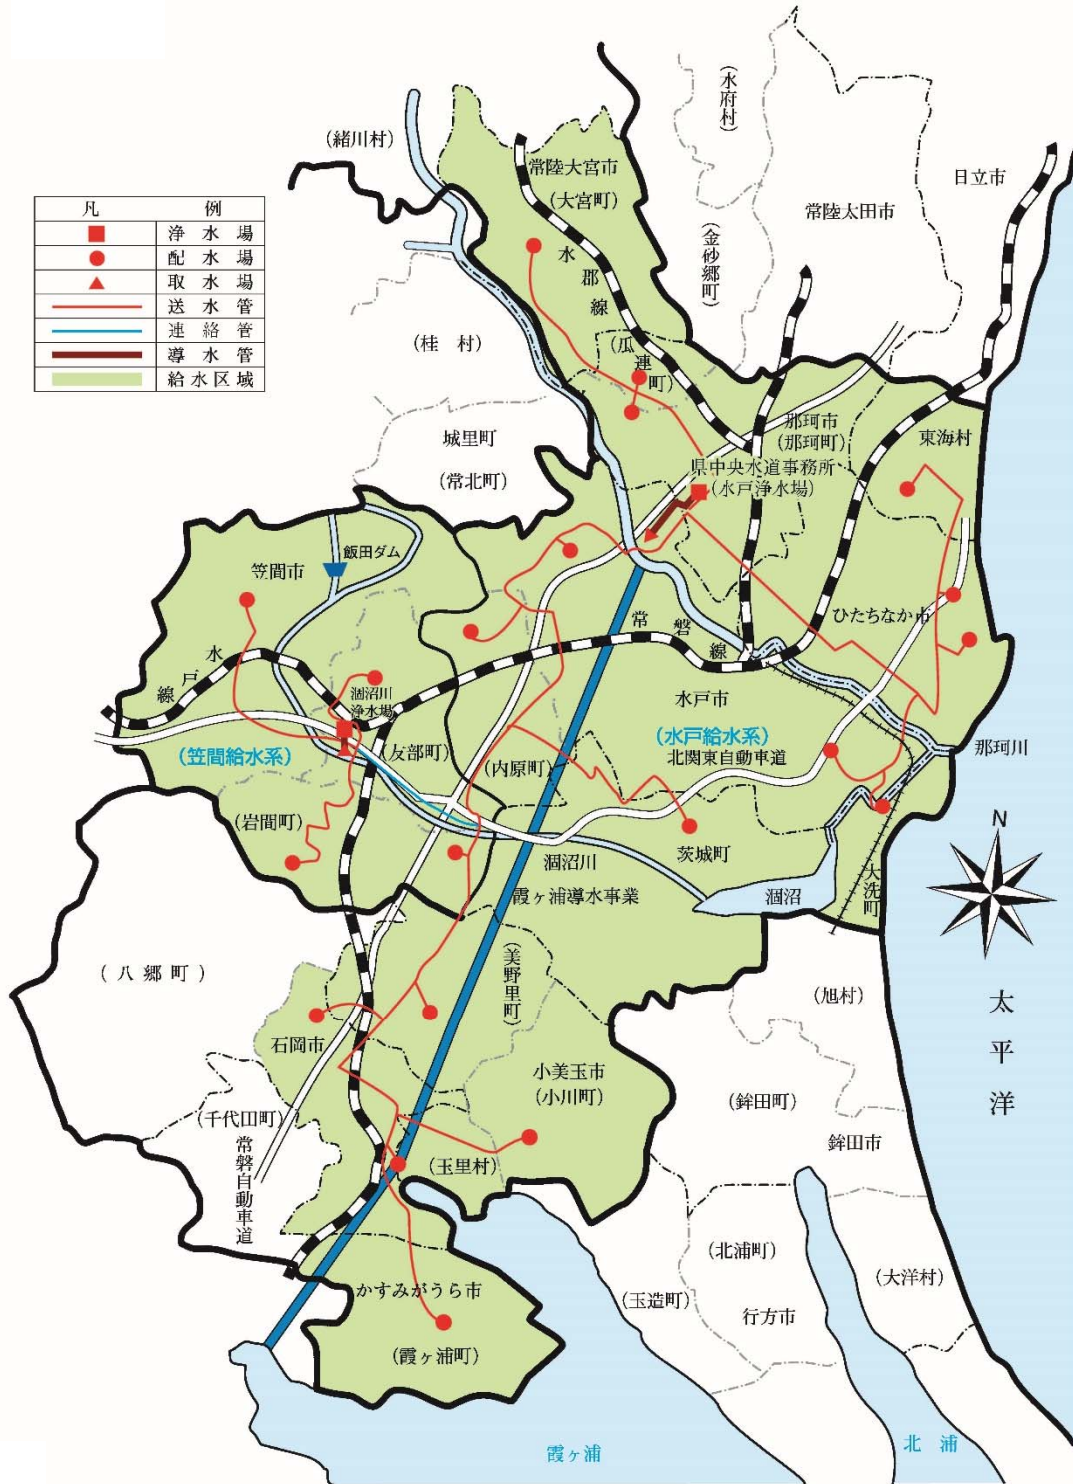 凡　例
浄水場
配水場
取水場
送水管
連絡管
導水管
給水区域
(緒川村)
(水府村)
常陸大宮市
(大宮町)
日立市
常陸太田市
(金砂郷町)
水郡線
(瓜連町)
(桂村)
城里町
(常北町)
那珂市
(那珂町)
東海村
県中央水道事務所
(水戸浄水場)
飯田ダム
笠間市
ひたちなか市
常磐線
水戸線
涸沼川
浄水場
水戸市
(笠間給水系)
(友部町)
(内原町)
(水戸給水系)
北関東自動車道
那珂川
(岩間町)
涸沼川
茨城町
涸沼
大洗町
霞ヶ浦導水事業
N
太平洋
(八郷町)
(美野里町)
(旭村)
石岡市
小美玉市
(小川町)
(千代田町)
常磐自動車道
(玉里村)
(鉾田町)
鉾田市
(北浦町)
(大洋村)
(玉造町)
行方市
かすみがうら市
(霞ヶ浦町)
霞ヶ浦
北浦